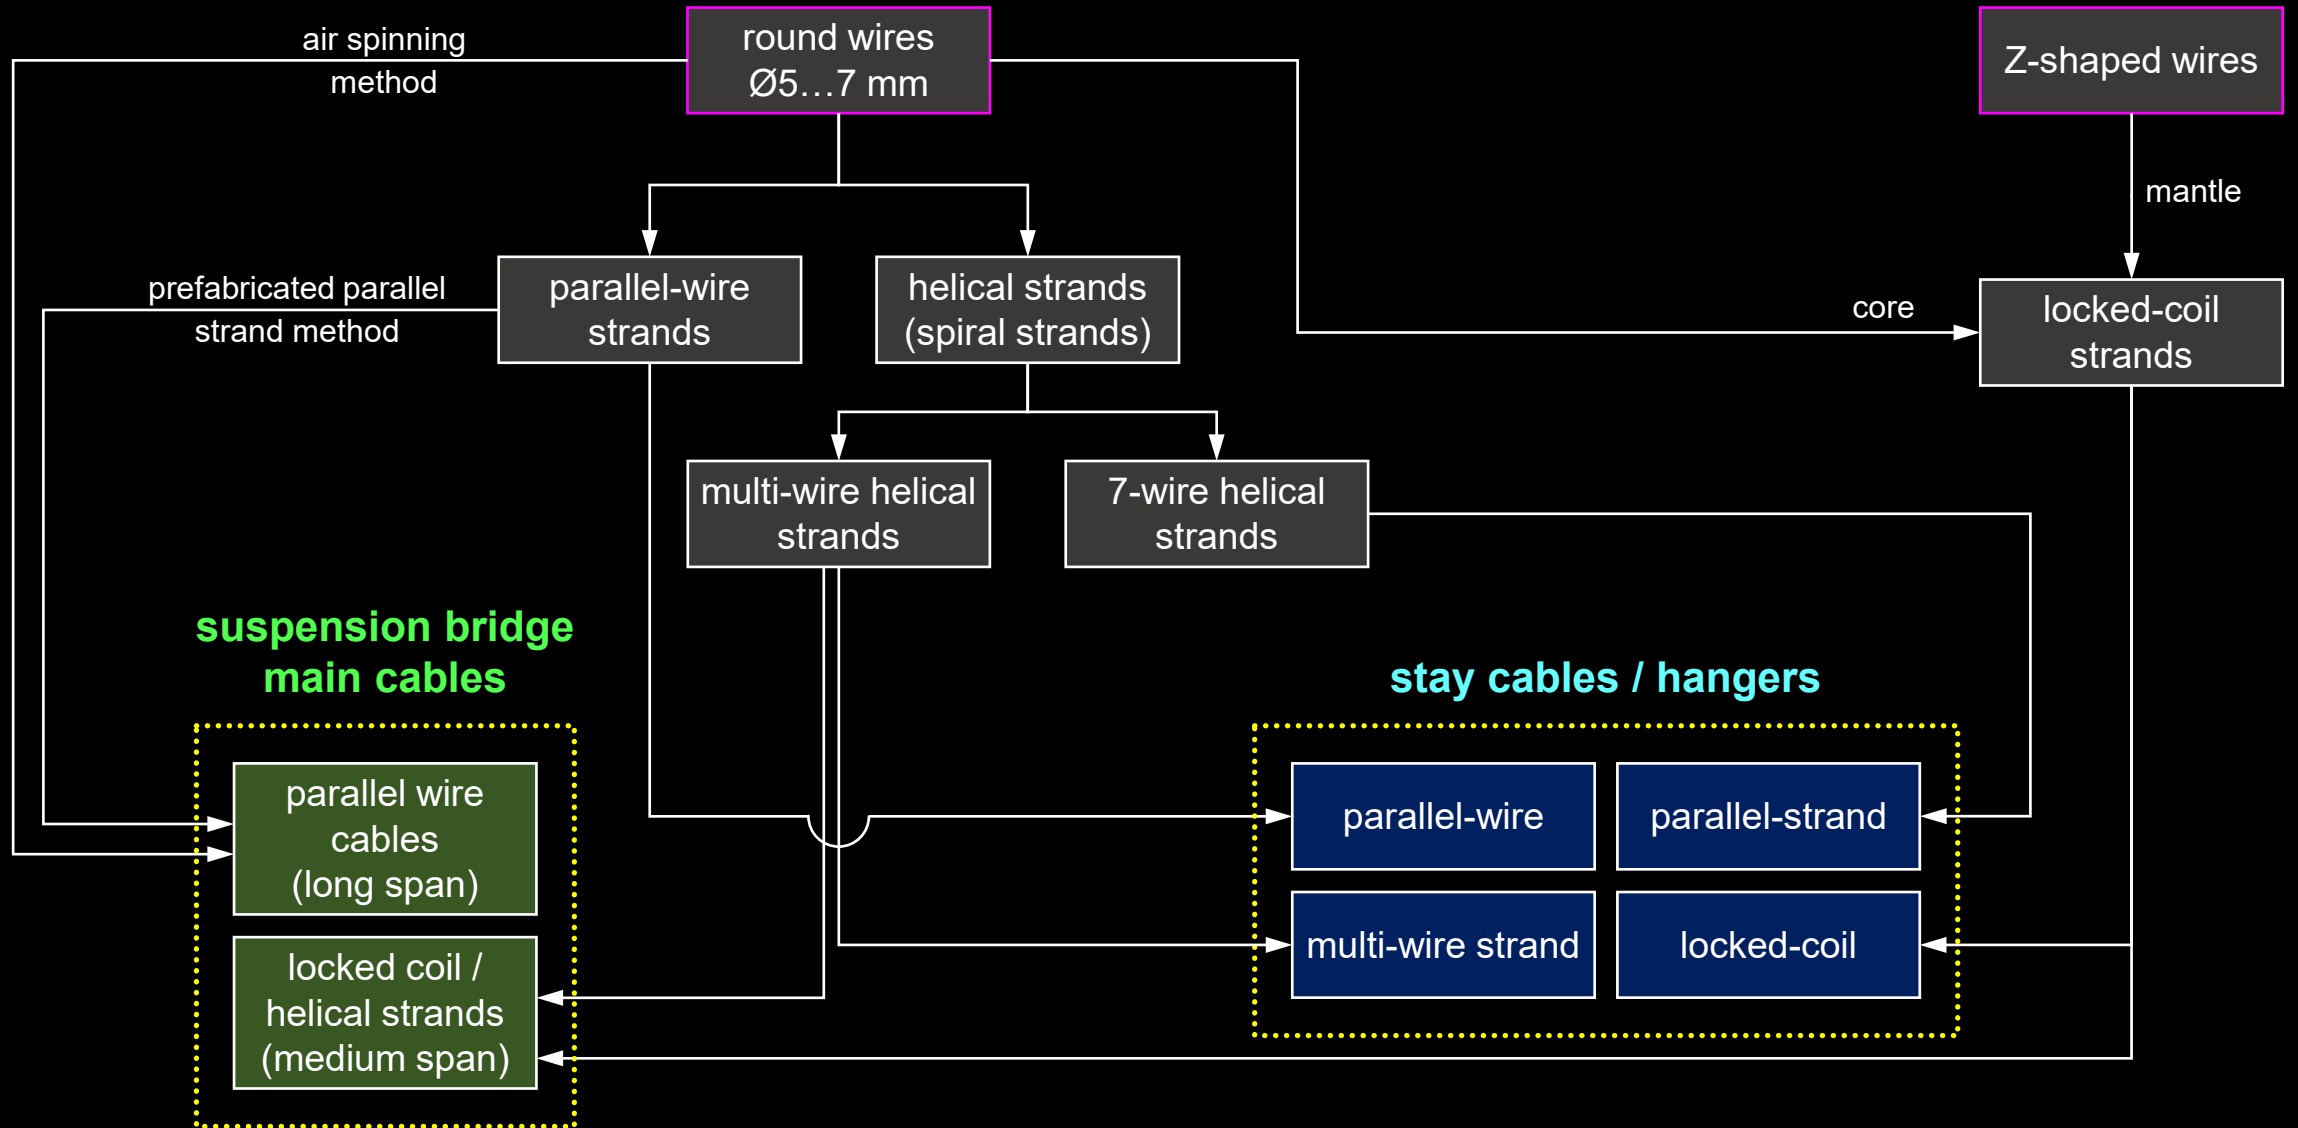 air spinning
method
round wires
Ø5…7 mm
Z-shaped wires
mantle
prefabricated parallel
strand method
parallel-wire
strands
helical strands
(spiral strands)
core
locked-coil
strands
multi-wire helical
strands
7-wire helical
strands
suspension bridge
main cables
stay cables / hangers
parallel wire
cables
(long span)
parallel-wire
parallel-strand
locked coil /
helical strands
(medium span)
multi-wire strand
locked-coil